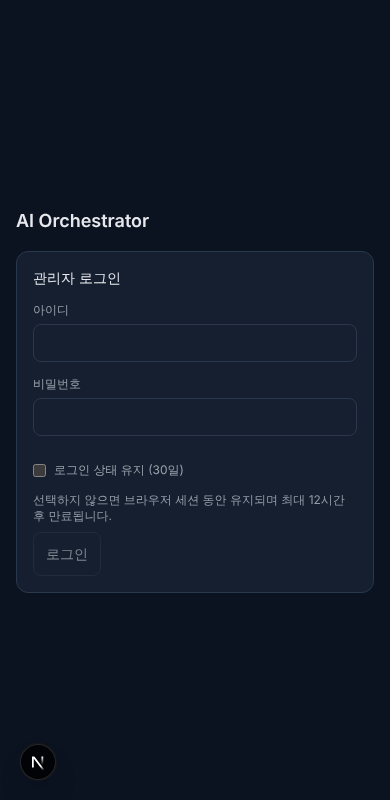 AI Orchestrator
관리자 로그인
아이디
비밀번호
로그인 상태 유지 (30일)
선택하지 않으면 브라우저 세션 동안 유지되며 최대 12시간
후 만료됩니다.
로그인
N